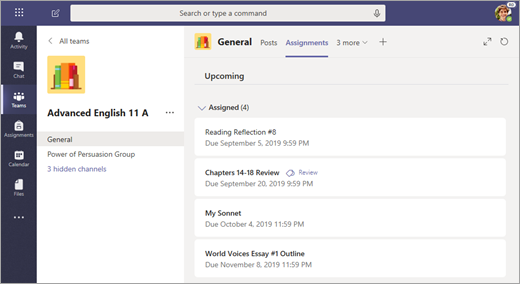 Search or type a command
Activity
Chat
Teams
Assignments
Calendar
Files
All teams
Advanced English 11 A
General
Power of Persuasion Group
3 hidden channels
General Posts Assignments 3 more
Upcoming
Assigned (4)
Reading Reflection #8
Due September 5, 2019 9:59 PM
Chapters 14-18 Review Review
Due September 20, 2019 9:59 PM
My Sonnet
Due October 4, 2019 11:59 PM
World Voices Essay #1 Outline
Due November 8, 2019 11:59 PM